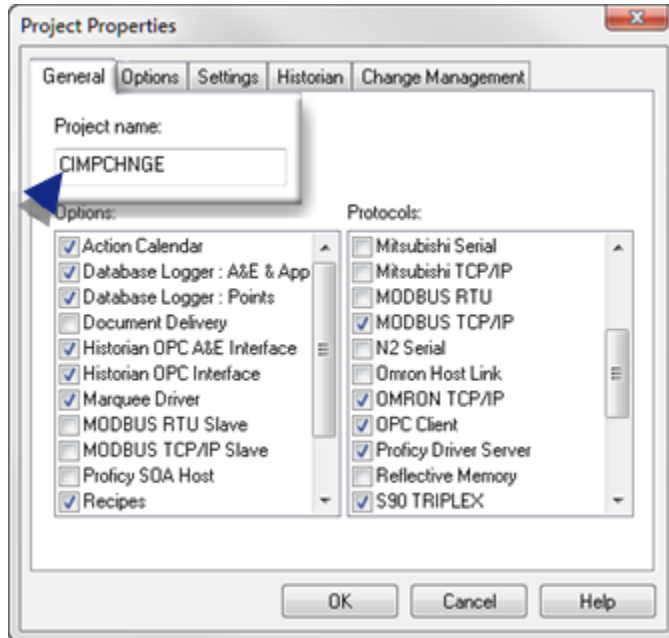 Project Properties
General Options Settings Historian Change Management
Project name:
CIMPCHNGE
Options:
Action Calendar
Database Logger : A&E & App
Database Logger : Points
Document Delivery
Historian OPC A&E Interface
Historian OPC Interface
Marquee Driver
MODBUS RTU Slave
MODBUS TCP/IP Slave
Proficy SOA Host
Recipes
Protocols:
Mitsubishi Serial
Mitsubishi TCP/IP
MODBUS RTU
MODBUS TCP/IP
N2 Serial
Omron Host Link
OMRON TCP/IP
OPC Client
Proficy Driver Server
Reflective Memory
S90 TRIPLEX
OK Cancel Help